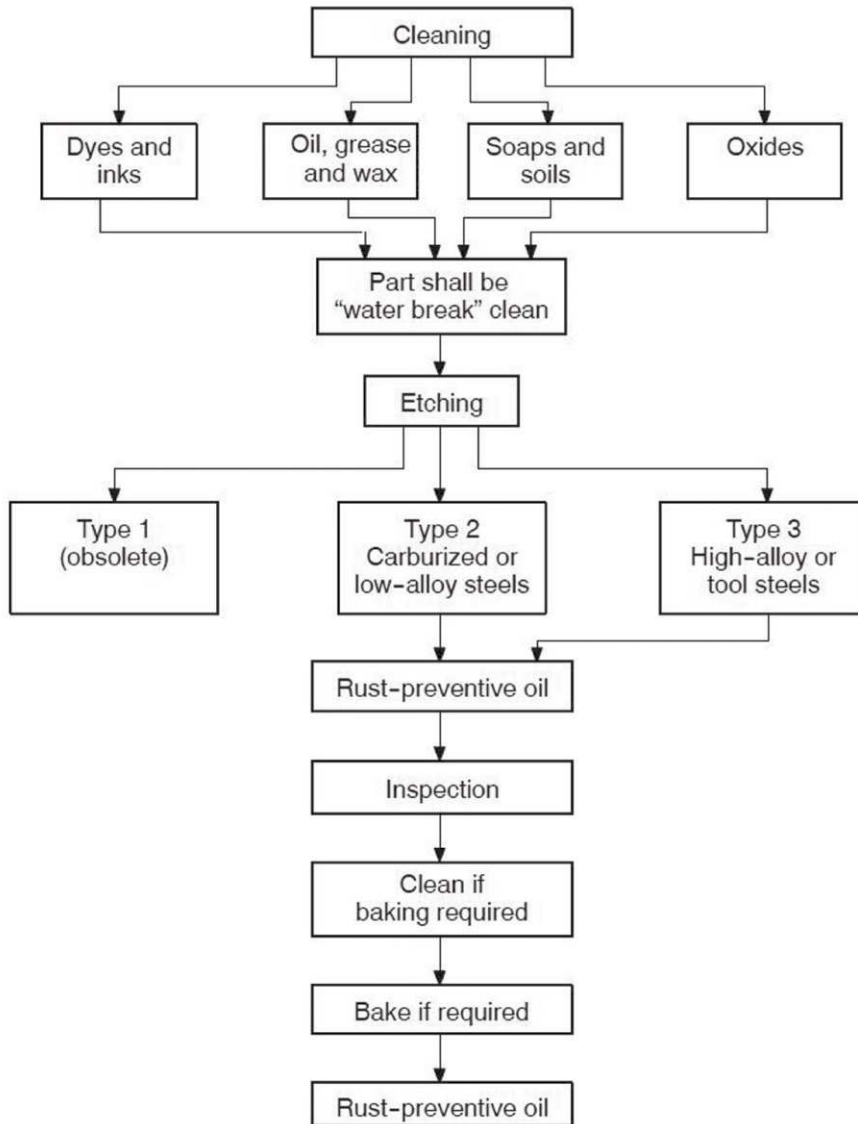 Cleaning
Dyes and
inks
Oil, grease
and wax
Soaps and
soils
Oxides
Part shall be
“water break” clean
Etching
Type 1
(obsolete)
Type 2
Carburized or
low-alloy steels
Type 3
High-alloy or
tool steels
Rust-preventive oil
Inspection
Clean if
baking required
Bake if required
Rust-preventive oil